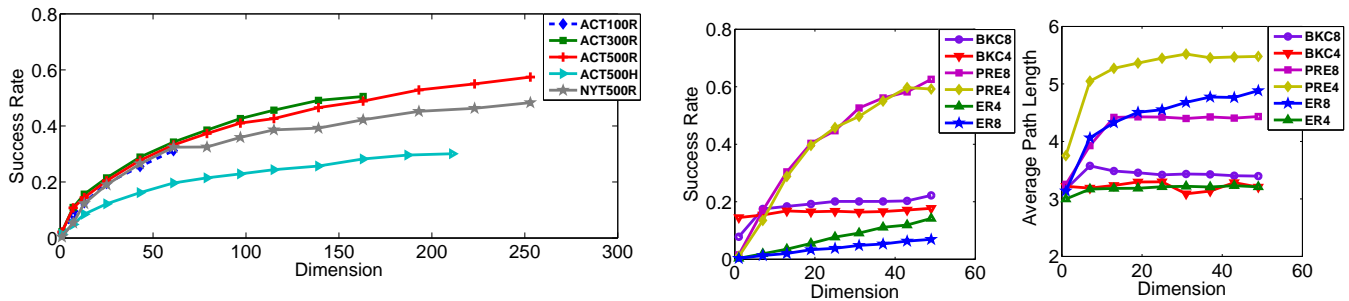 0.8
0.6
0.4
0.2
0
0
50
100
150
200
250
300
Success Rate
Dimension
ACT100R
ACT300R
ACT500R
ACT500H
NYT500R
0.8
0.6
0.4
0.2
0
0
20
40
60
Success Rate
Dimension
BKC8
BKC4
PRE8
PRE4
ER4
ER8
6
5
4
3
2
0
20
40
60
Average Path Length
Dimension
BKC8
BKC4
PRE8
PRE4
ER8
ER4